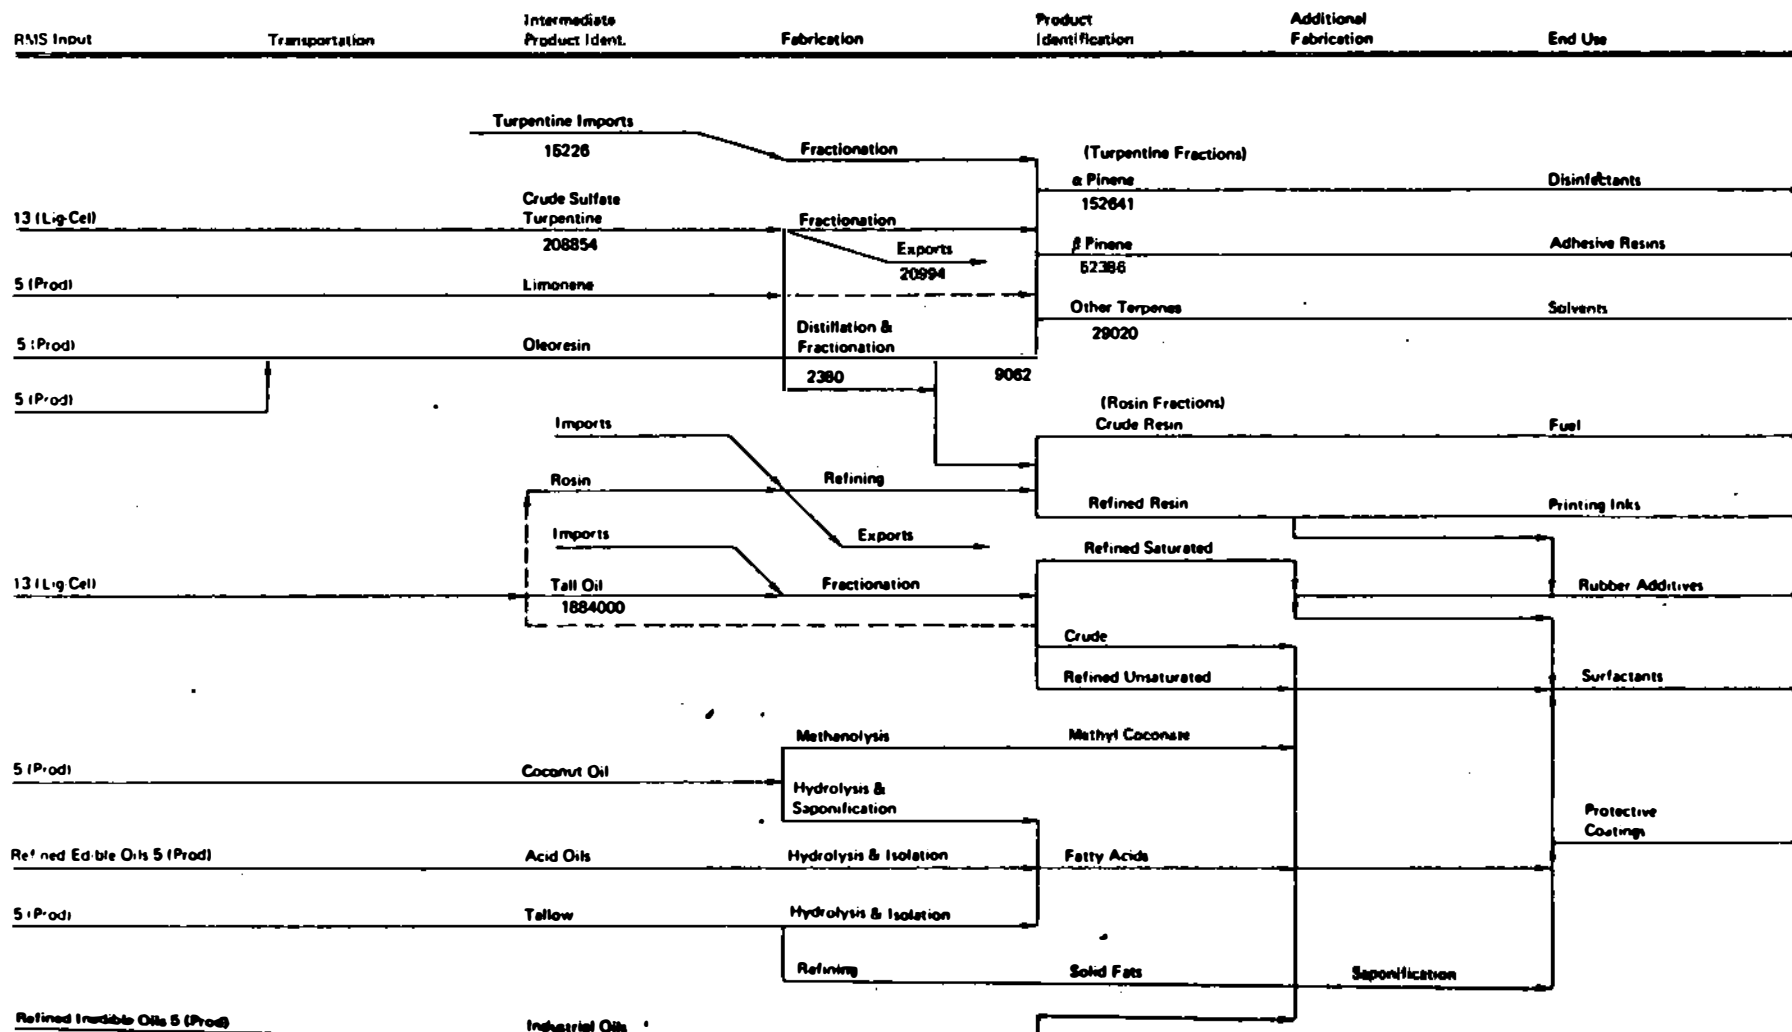 RMS Input
Transportation
Intermediate
Product Ident.
Fabrication
Product
Identification
Additional
Fabrication
End Use
Turpentine Imports
15226
Fractionation
(Turpentine Fractions)
α Pinene
152641
Disinfectants
13 (Lig-Cell)
Crude Sulfate
Turpentine
208854
Fractionation
Exports
20994
β Pinene
52386
Adhesive Resins
5 (Prod)
Limonene
Other Terpenes
29020
Solvents
5 (Prod)
Oleoresin
Distillation &
Fractionation
2380
9062
5 (Prod)
(Rosin Fractions)
Crude Resin
Fuel
Imports
Rosin
Refining
Refined Resin
Printing Inks
Imports
Exports
Refined Saturated
13 (Lig-Cell)
Tall Oil
1884000
Fractionation
Rubber Additives
Crude
Refined Unsaturated
Surfactants
Methanolysis
Methyl Coconate
5 (Prod)
Coconut Oil
Hydrolysis &
Saponification
Protective
Coatings
Refined Edible Oils 5 (Prod)
Acid Oils
Hydrolysis & Isolation
Fatty Acids
5 (Prod)
Tallow
Hydrolysis & Isolation
Refining
Solid Fats
Saponification
Refined Inedible Oils 5 (Prod)
Industrial Oils